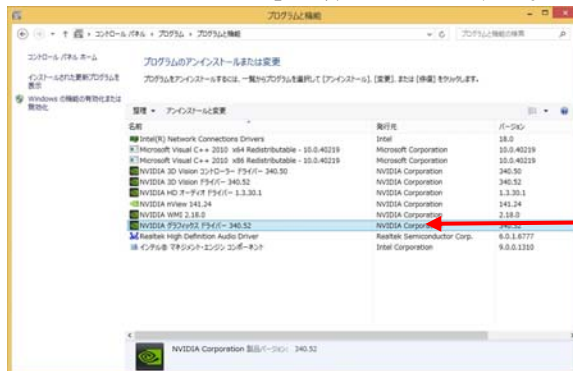 プログラムと機能
コントロール パネル › プログラム › プログラムと機能
プログラムと機能の検索
コントロール パネル ホーム
インストールされた更新プログラムを
表示
Windows の機能の有効化または
無効化
プログラムのアンインストールまたは変更
プログラムをアンインストールするには、一覧からプログラムを選択して [アンインストール]、[変更]、または [修復] をクリックします。
整理 アンインストールと変更
名前 発行元 バージョン
Intel(R) Network Connections Drivers Intel 18.0
Microsoft Visual C++ 2010 x64 Redistributable - 10.0.40219 Microsoft Corporation 10.0.40219
Microsoft Visual C++ 2010 x86 Redistributable - 10.0.40219 Microsoft Corporation 10.0.40219
NVIDIA 3D Vision コントローラー ドライバー 340.50 NVIDIA Corporation 340.50
NVIDIA 3D Vision ドライバー 340.52 NVIDIA Corporation 340.52
NVIDIA HD オーディオ ドライバー 1.3.30.1 NVIDIA Corporation 1.3.30.1
NVIDIA mView 141.24 NVIDIA Corporation 141.24
NVIDIA WMI 2.18.0 NVIDIA Corporation 2.18.0
NVIDIA グラフィックス ドライバー 340.52 NVIDIA Corporation 340.52
Realtek High Definition Audio Driver Realtek Semiconductor Corp. 6.0.1.6777
インテル® マネジメント・エンジン コンポーネント Intel Corporation 9.0.0.1310
NVIDIA Corporation 製品バージョン: 340.52